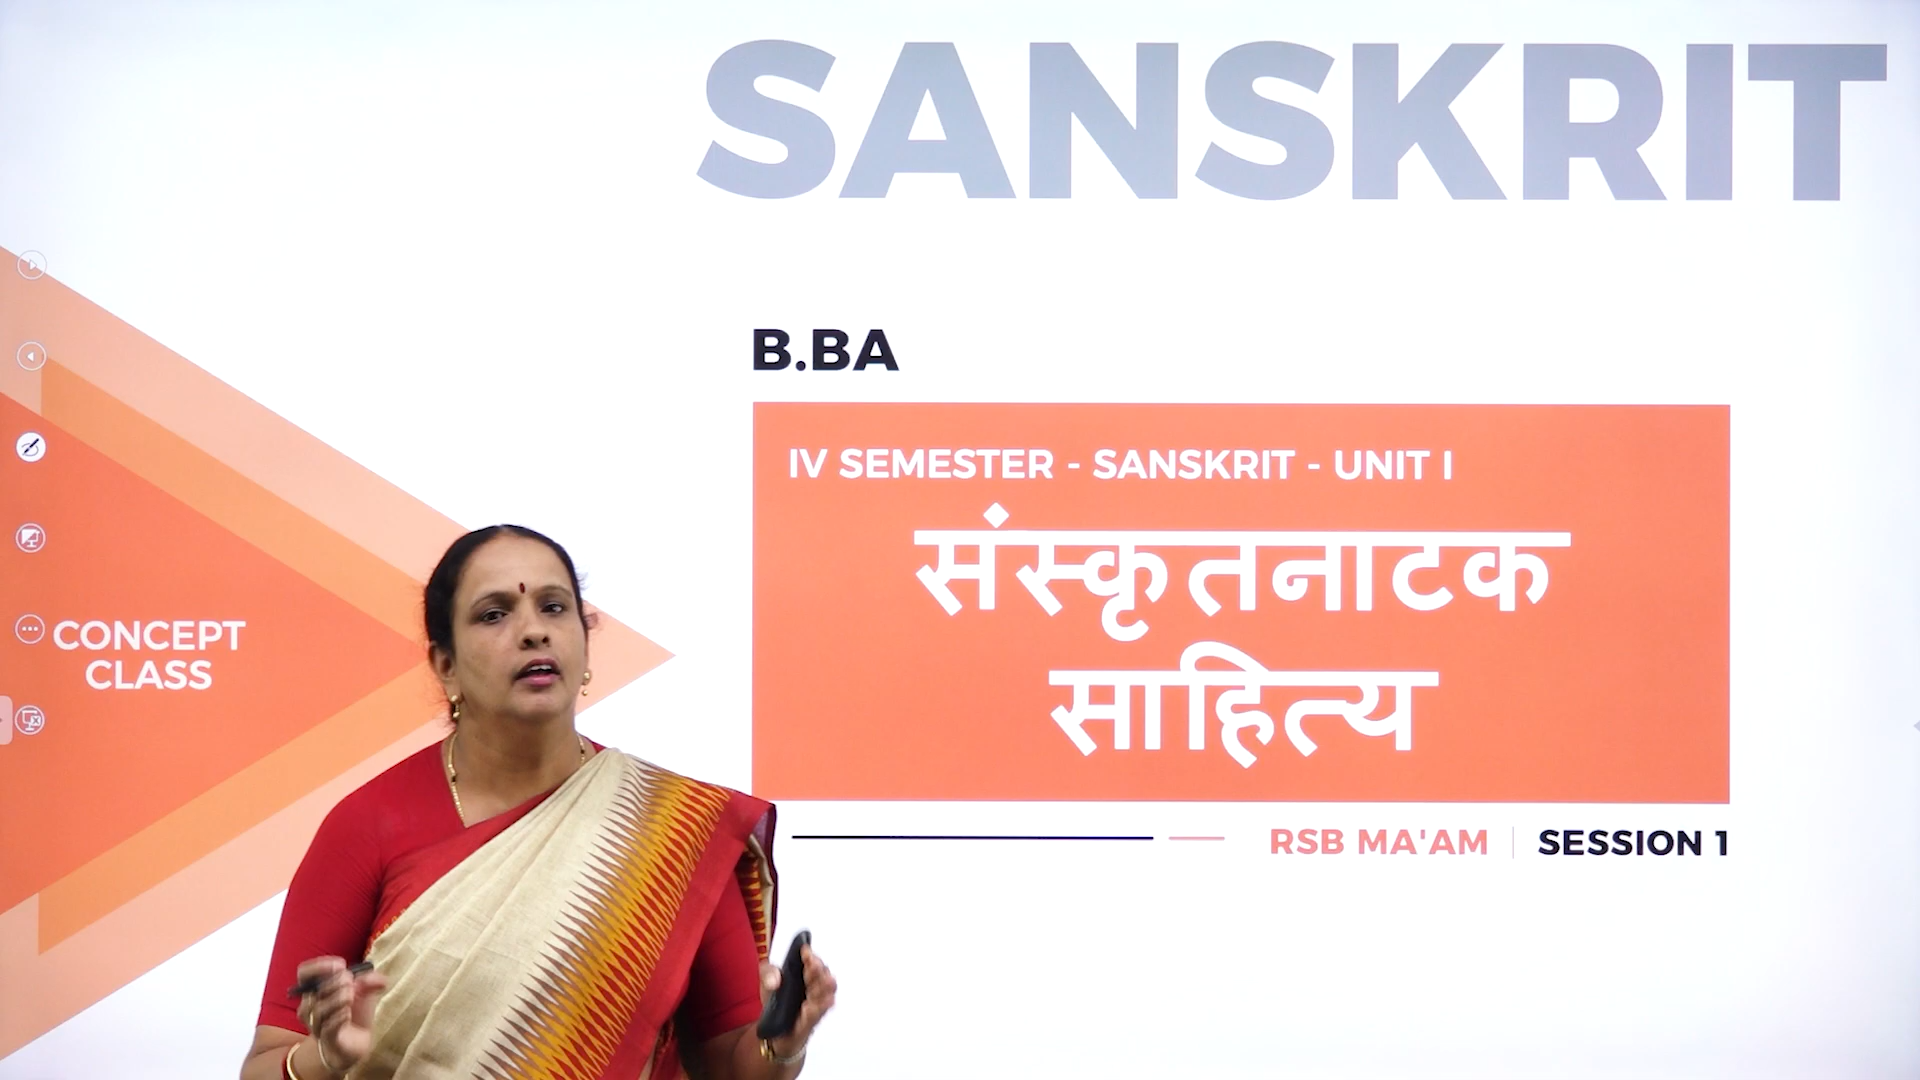 SANSKRIT
B.BA
IV SEMESTER - SANSKRIT - UNIT I
संस्कृतनाटक
साहित्य
CONCEPT
CLASS
RSB MA'AM | SESSION 1